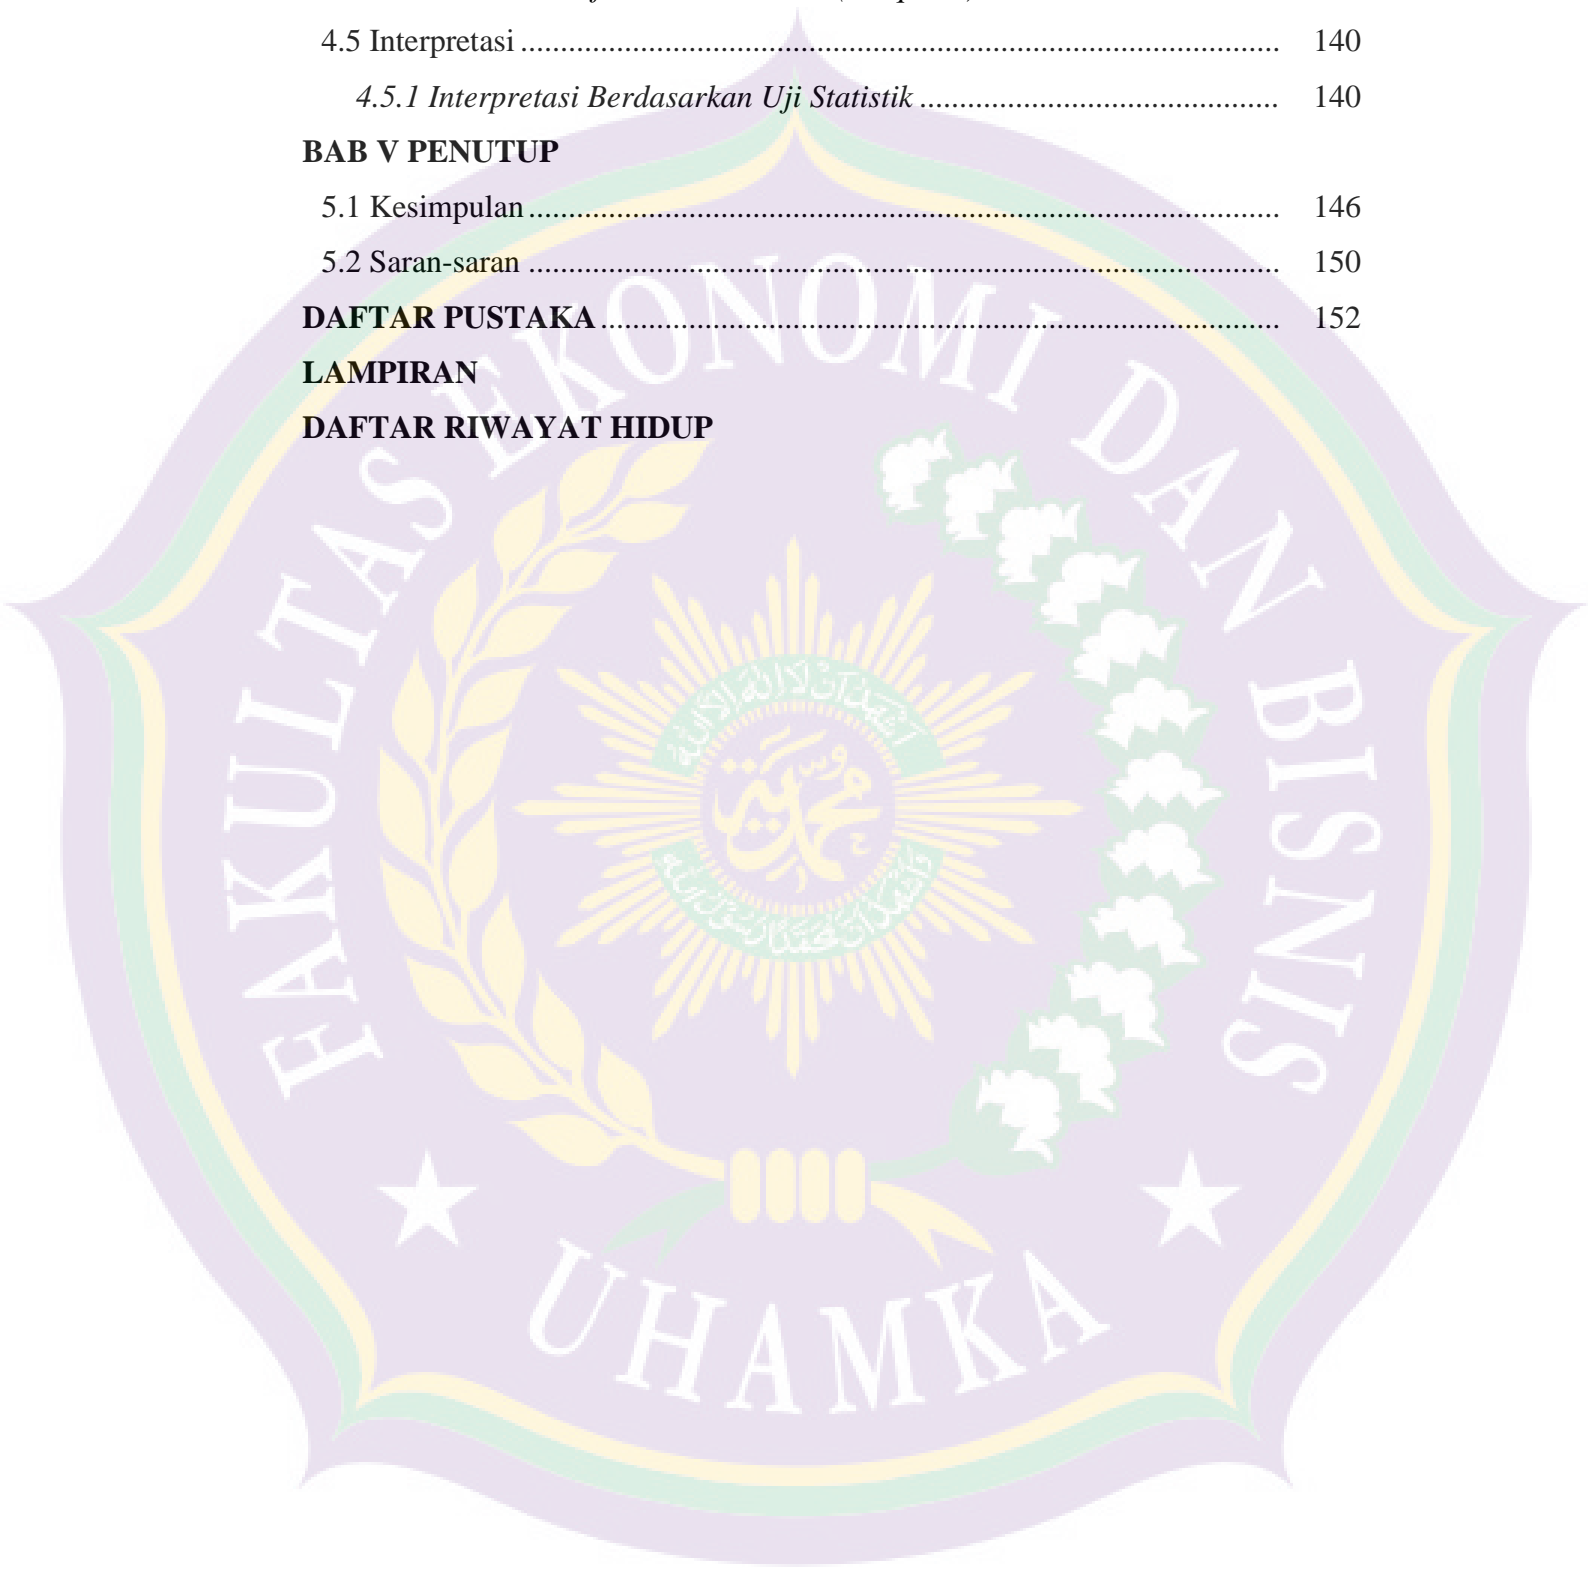 4.5 Interpretasi ............................................................................................... 140
4.5.1 Interpretasi Berdasarkan Uji Statistik ............................................. 140
BAB V PENUTUP
5.1 Kesimpulan .............................................................................................. 146
5.2 Saran-saran .............................................................................................. 150
DAFTAR PUSTAKA ..................................................................................... 152
LAMPIRAN
DAFTAR RIWAYAT HIDUP
FAKULTAS EKONOMI DAN BISNIS
محمدية
UHAMKA